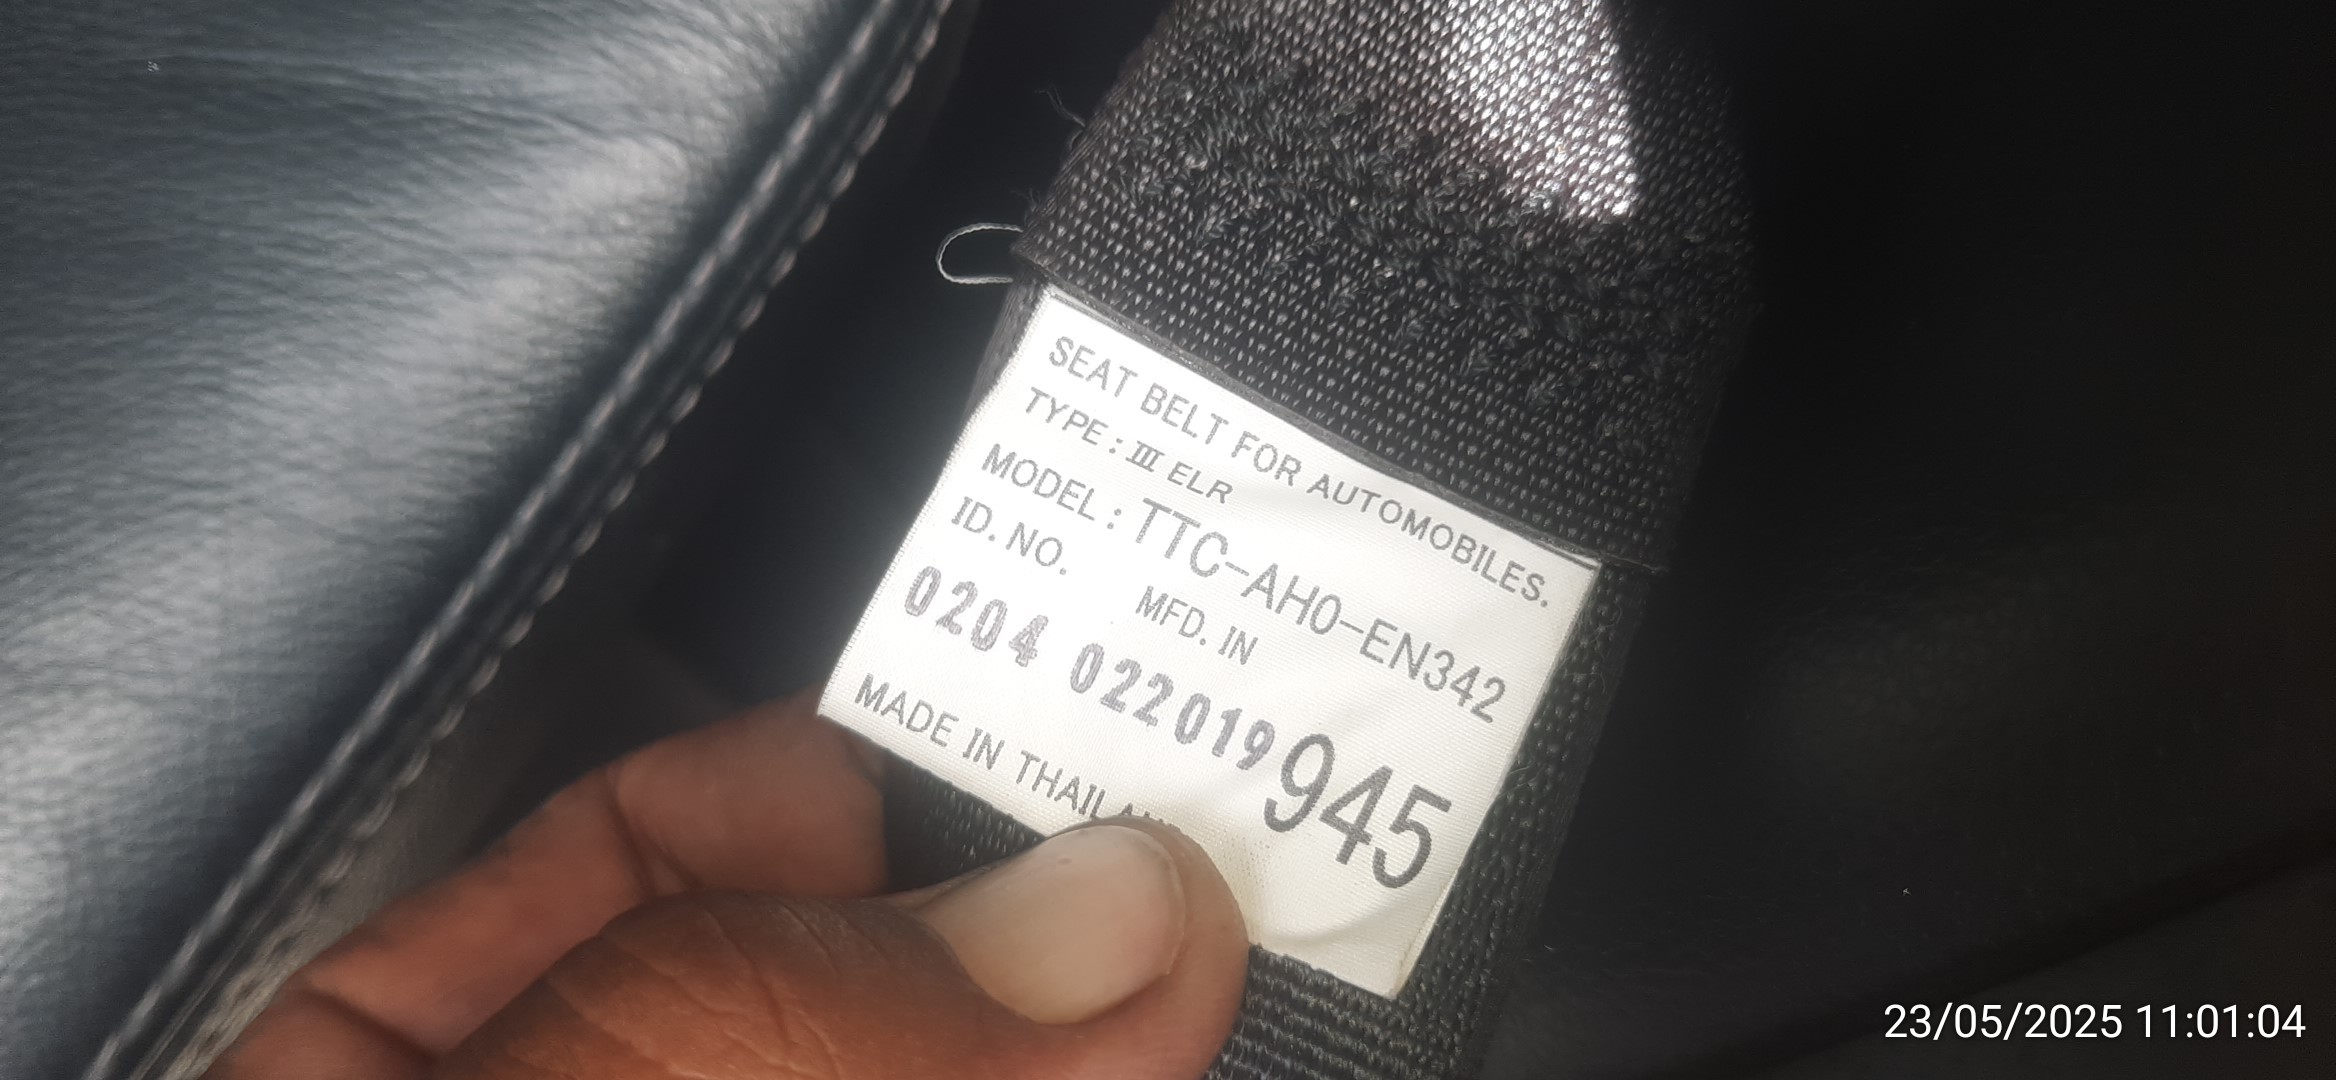 SEAT BELT FOR AUTOMOBILES.
TYPE : III ELR
MODEL : TTC-AH0-EN342
ID. NO. MFD. IN
0204 022019 945
MADE IN
23/05/2025 11:01:04